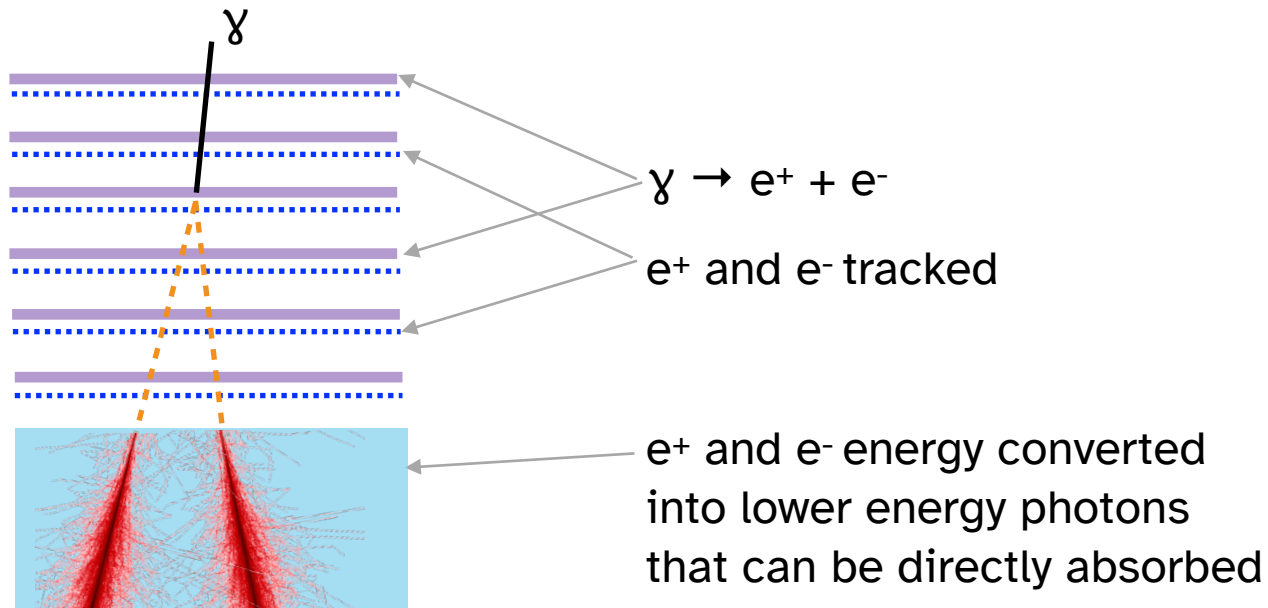 ɣ
ɣ → e⁺ + e⁻
e⁺ and e⁻ tracked
e⁺ and e⁻ energy converted
into lower energy photons
that can be directly absorbed